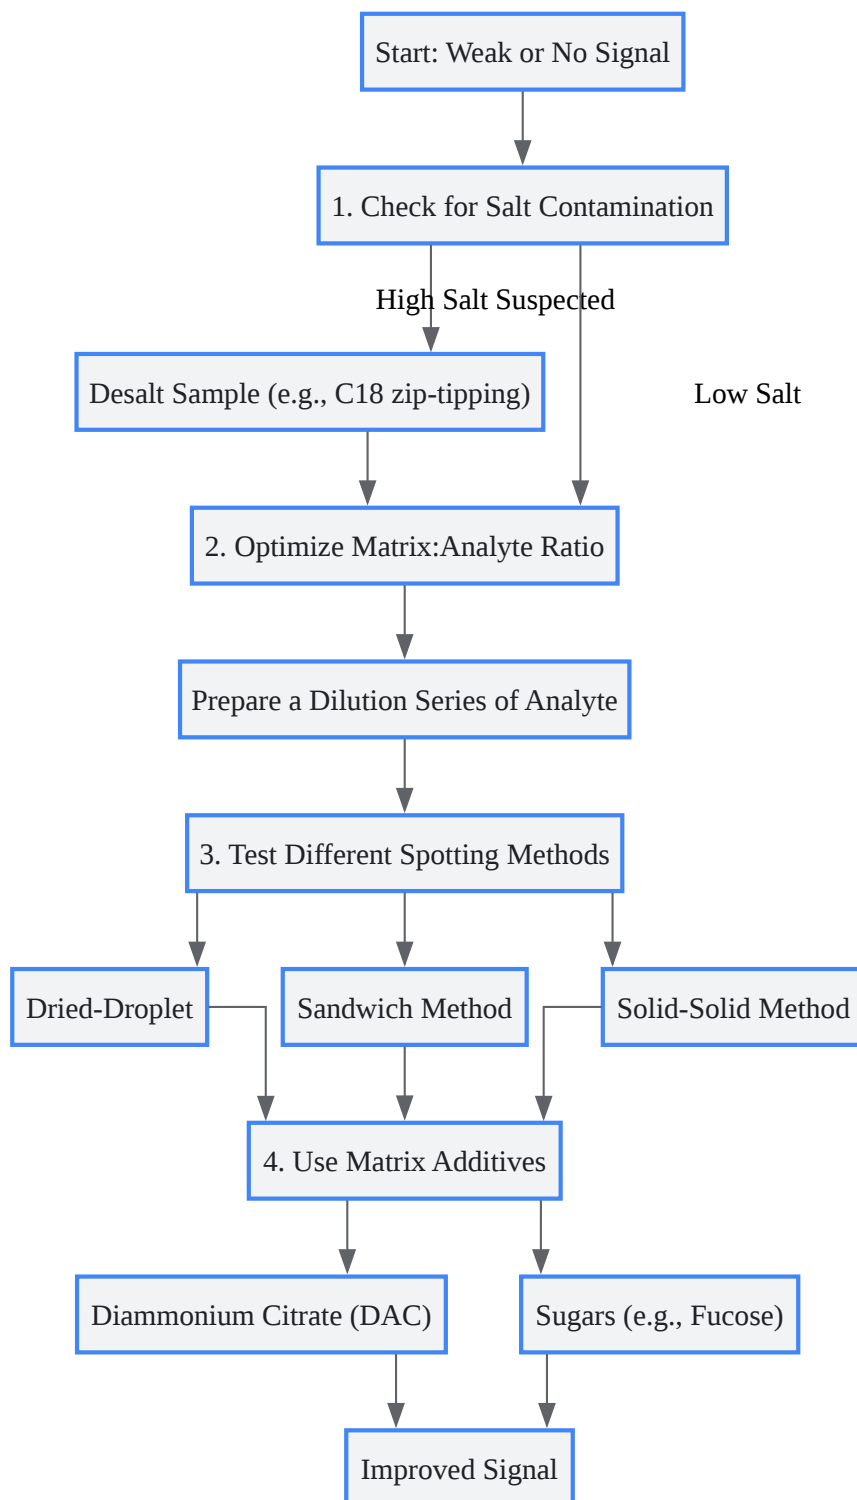 Start: Weak or No Signal
1. Check for Salt Contamination
High Salt Suspected
Desalt Sample (e.g., C18 zip-tipping)
Low Salt
2. Optimize Matrix:Analyte Ratio
Prepare a Dilution Series of Analyte
3. Test Different Spotting Methods
Dried-Droplet
Sandwich Method
Solid-Solid Method
4. Use Matrix Additives
Diammonium Citrate (DAC)
Sugars (e.g., Fucose)
Improved Signal